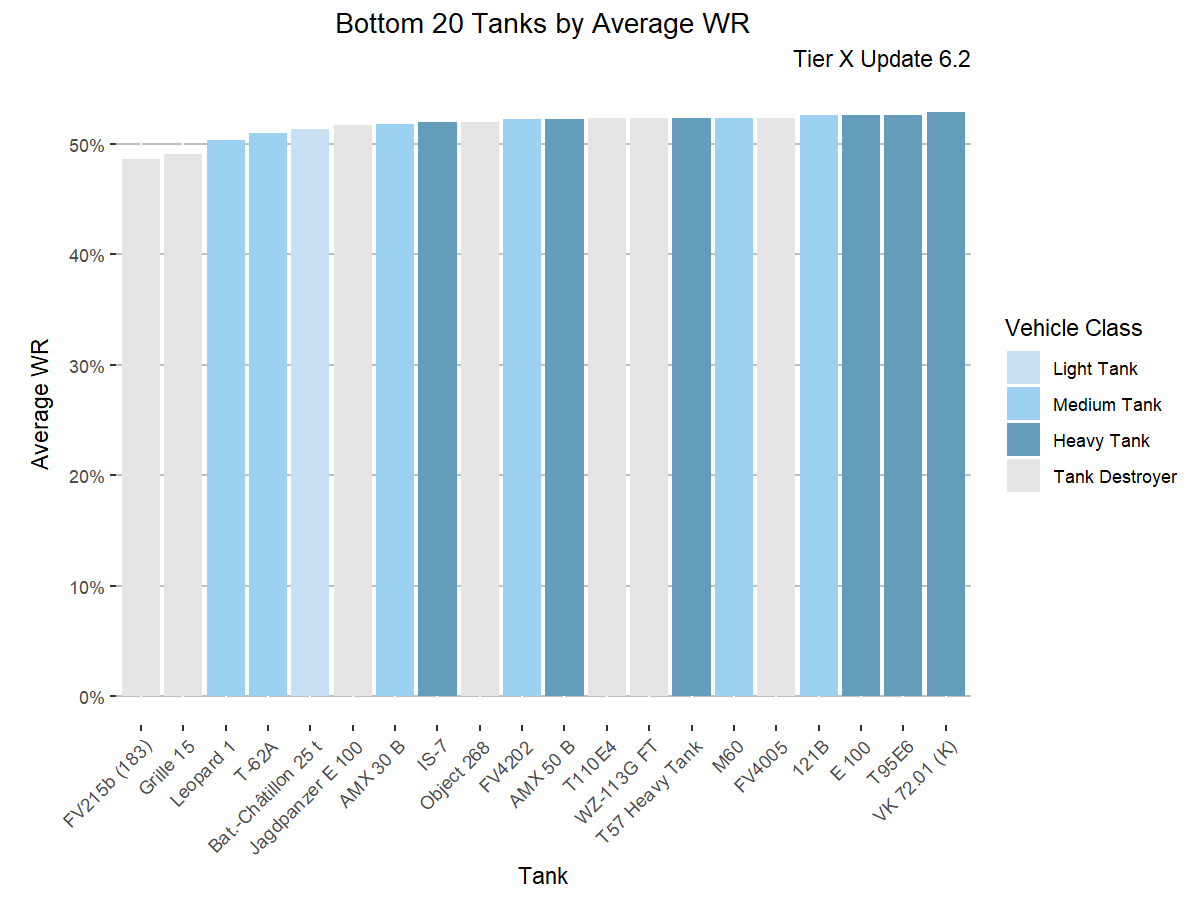 Bottom 20 Tanks by Average WR
Tier X Update 6.2
Average WR
50%
40%
30%
20%
10%
0%
FV215b (183)
Grille 15
Leopard 1
T-62A
Bat.-Châtillon 25 t
Jagdpanzer E 100
AMX 30 B
IS-7
Object 268
FV4202
AMX 50 B
T110E4
WZ-113G FT
T57 Heavy Tank
M60
FV4005
121B
E 100
T95E6
VK 72.01 (K)
Tank
Vehicle Class
Light Tank
Medium Tank
Heavy Tank
Tank Destroyer